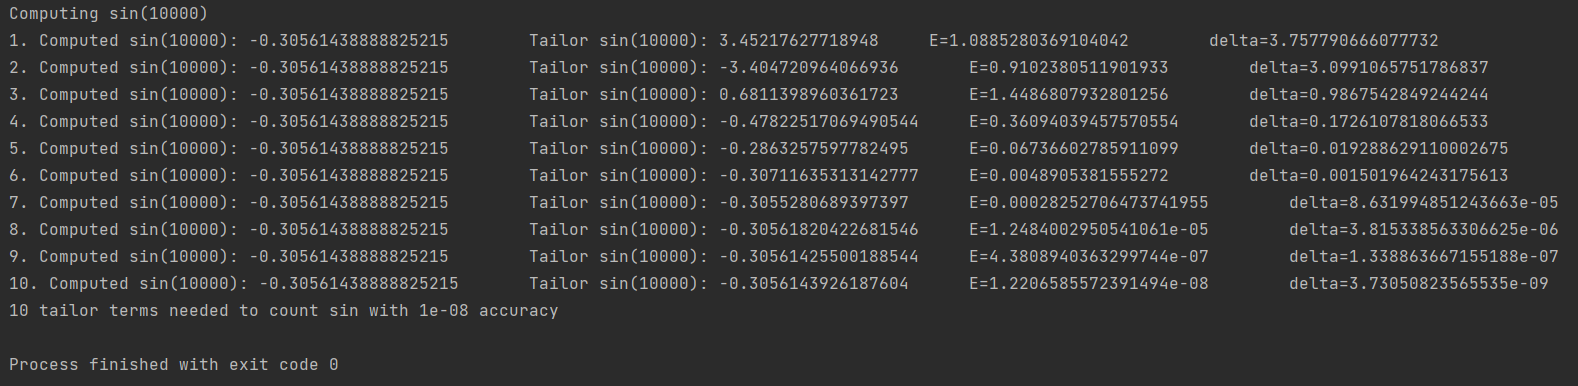 Computing sin(10000)
1. Computed sin(10000): -0.30561438888825215 Tailor sin(10000): 3.45217627718948 E=1.0885280369104042 delta=3.757790666077732
2. Computed sin(10000): -0.30561438888825215 Tailor sin(10000): -3.404720964066936 E=0.9102380511901933 delta=3.0991065751786837
3. Computed sin(10000): -0.30561438888825215 Tailor sin(10000): 0.6811398960361723 E=1.4486807932801256 delta=0.9867542849244244
4. Computed sin(10000): -0.30561438888825215 Tailor sin(10000): -0.47822517069490544 E=0.36094039457570554 delta=0.1726107818066533
5. Computed sin(10000): -0.30561438888825215 Tailor sin(10000): -0.2863257597782495 E=0.06736602785911099 delta=0.019288629110002675
6. Computed sin(10000): -0.30561438888825215 Tailor sin(10000): -0.30711635313142777 E=0.0048905381555272 delta=0.001501964243175613
7. Computed sin(10000): -0.30561438888825215 Tailor sin(10000): -0.3055280689397397 E=0.00028252706473741955 delta=8.631994851243663e-05
8. Computed sin(10000): -0.30561438888825215 Tailor sin(10000): -0.30561820422681546 E=1.2484002950541061e-05 delta=3.815338563306625e-06
9. Computed sin(10000): -0.30561438888825215 Tailor sin(10000): -0.30561425500188544 E=4.3808940363299744e-07 delta=1.338863667155188e-07
10. Computed sin(10000): -0.30561438888825215 Tailor sin(10000): -0.3056143926187604 E=1.2206585572391494e-08 delta=3.73050823565535e-09
10 tailor terms needed to count sin with 1e-08 accuracy
Process finished with exit code 0